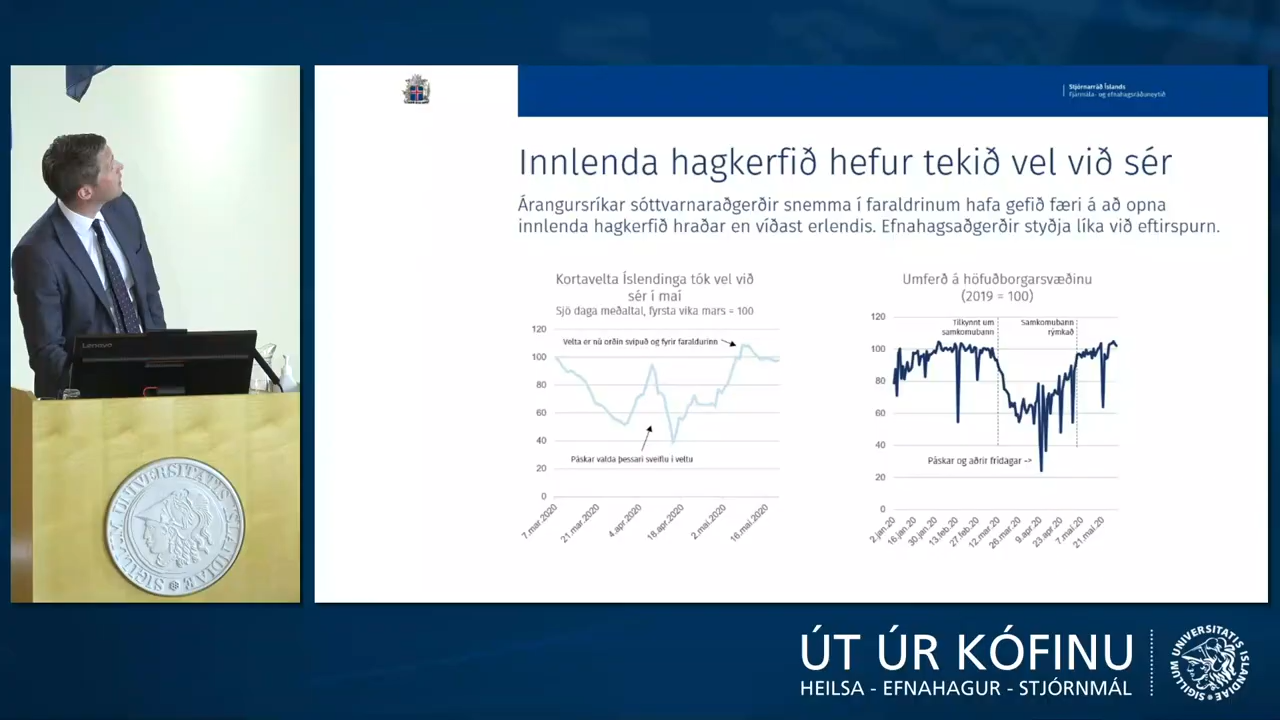 Stjórnarráð Íslands
Fjármála- og efnahagsráðuneytið
Innlenda hagkerfið hefur tekið vel við sér
Árangursríkar sóttvarnaraðgerðir snemma í faraldrinum hafa gefið færi á að opna
innlenda hagkerfið hraðar en víðast erlendis. Efnahagsaðgerðir styðja líka við eftirspurn.
Kortavelta Íslendinga tók vel við
sér í maí
Sjö daga meðaltal, fyrsta vika mars = 100
120
100
80
60
40
20
0
Velta er nú orðin svipuð og fyrir faraldurinn
Páskar valda þessari sveiflu í veltu
7.mar.2020
21.mar.2020
4.apr.2020
18.apr.2020
2.maí.2020
16.maí.2020
Umferð á höfuðborgarsvæðinu
(2019 = 100)
120
100
80
60
40
20
0
Tilkynnt um
samkomubann
Samkomubann
rýmkað
Páskar og aðrir frídagar ->
2.jan.20
16.jan.20
30.jan.20
13.feb.20
27.feb.20
12.mar.20
26.mar.20
9.apr.20
23.apr.20
7.maí.20
21.maí.20
Lenovo
SIGILLUM UNIVERSITATIS ISLANDIAE
ÚT ÚR KÓFINU
HEILSA - EFNAHAGUR - STJÓRNMÁL
SIGILLUM UNIVERSITATIS ISLANDIAE